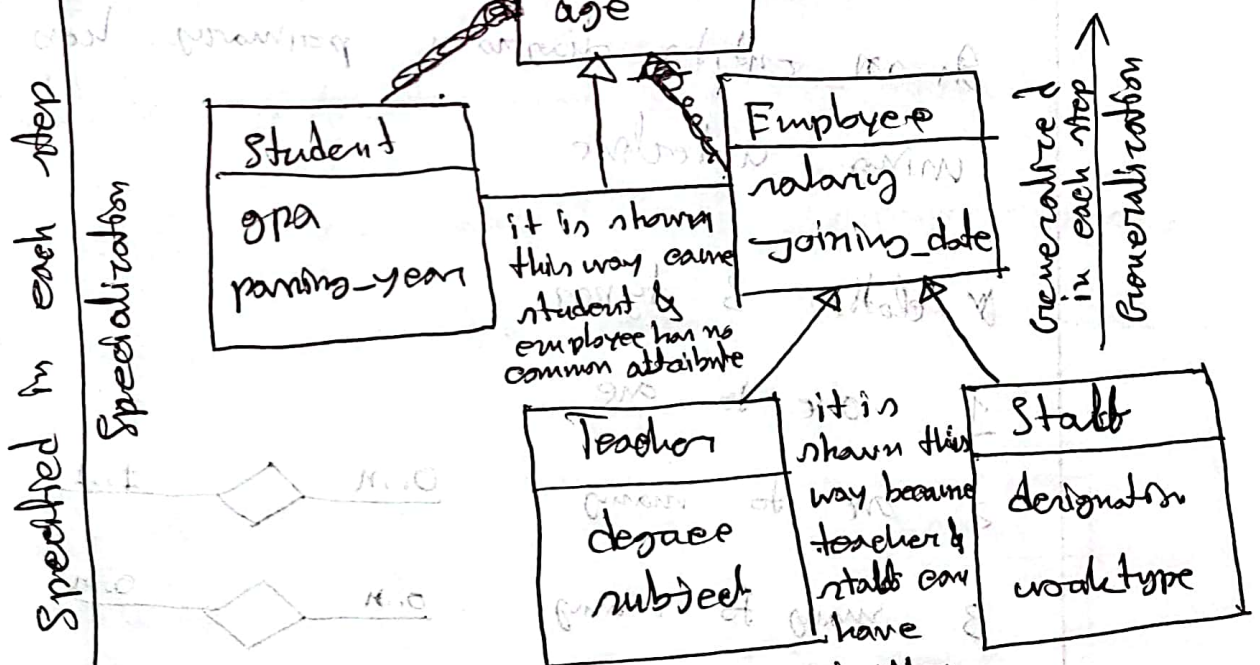 age
Student
gpa
passing_year
it is shown
this way cause
student &
employee has no
common attribute
Employee
salary
joining_date
Teacher
degree
subject
it is
shown this
way because
teacher &
staff can
have
Staff
designation
worktype
Specified in each step
Specialization
Generalized
in each step
Generalization